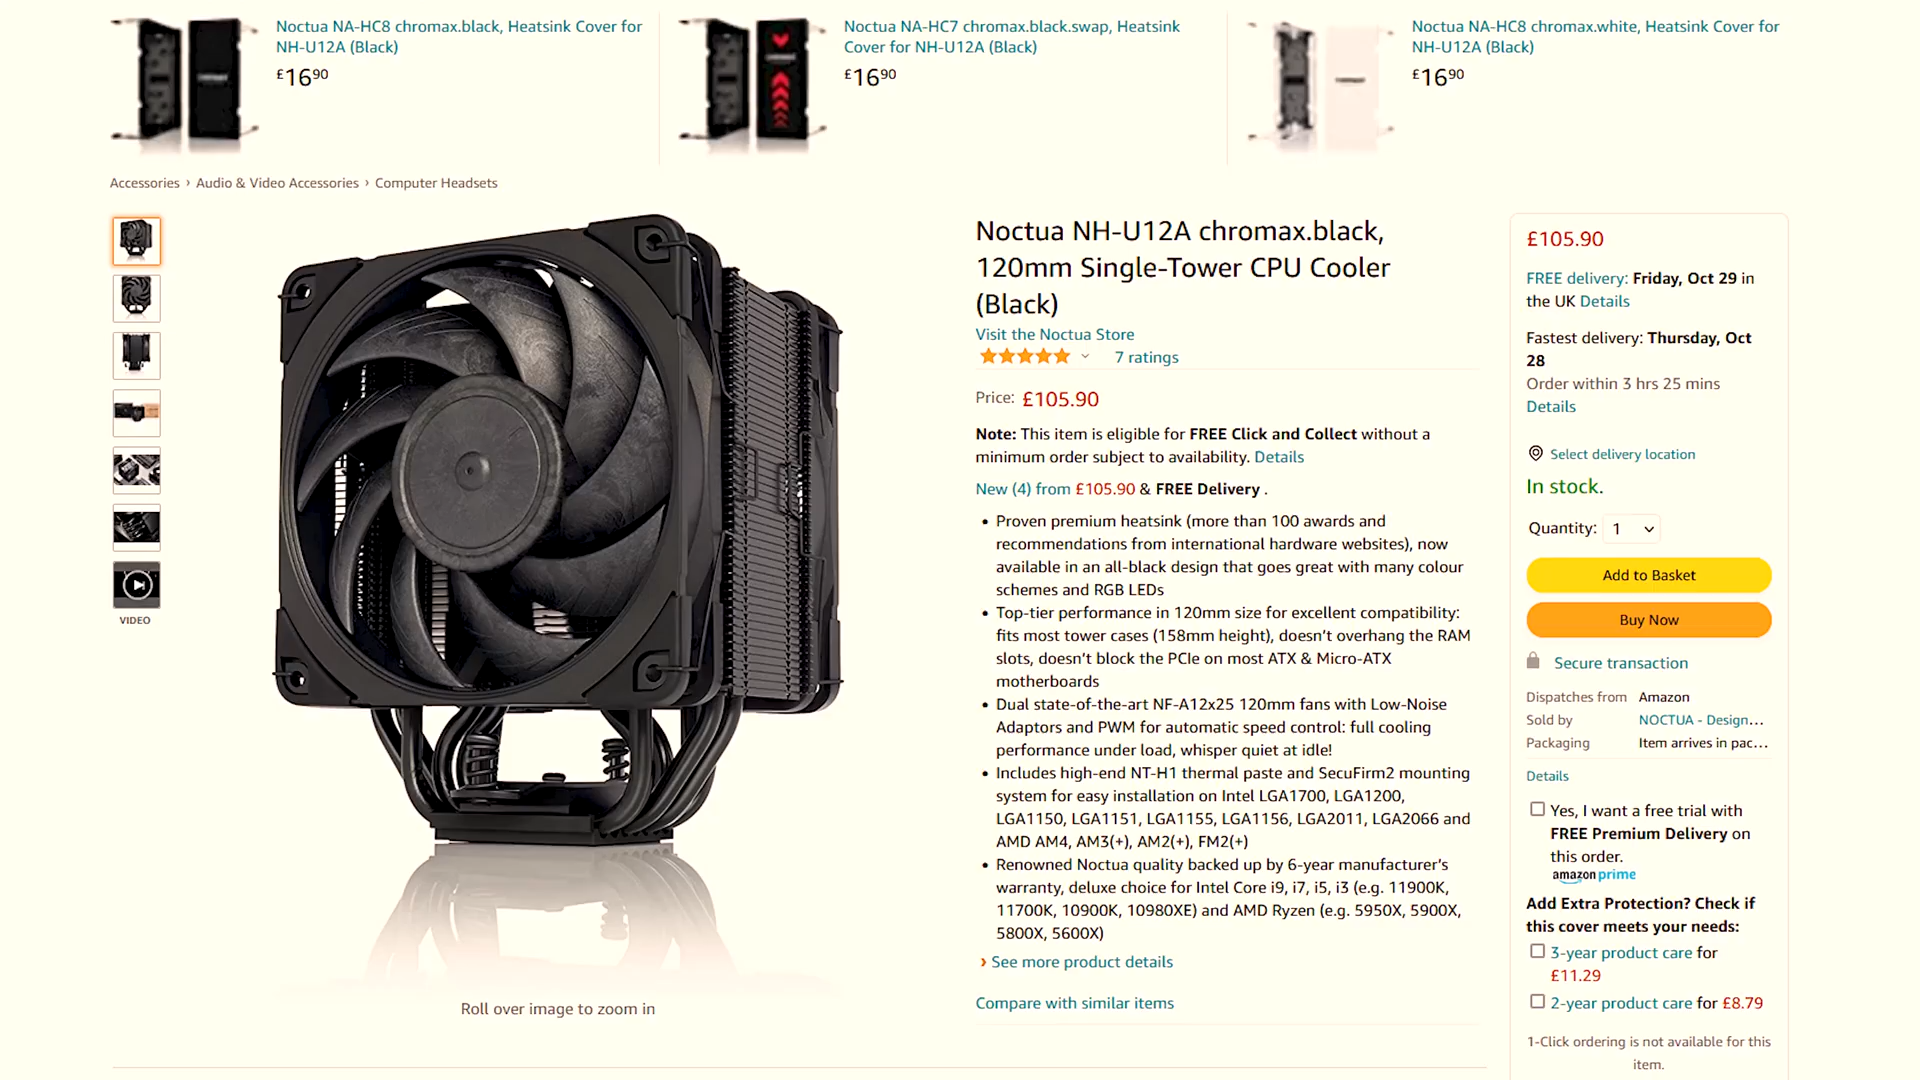 Noctua NA-HC8 chromax.black, Heatsink Cover for
NH-U12A (Black)
£16⁹⁰
Noctua NA-HC7 chromax.black.swap, Heatsink
Cover for NH-U12A (Black)
£16⁹⁰
Noctua NA-HC8 chromax.white, Heatsink Cover for
NH-U12A (Black)
£16⁹⁰
Accessories › Audio & Video Accessories › Computer Headsets
VIDEO
Roll over image to zoom in
Noctua NH-U12A chromax.black,
120mm Single-Tower CPU Cooler
(Black)
Visit the Noctua Store
7 ratings
Price: £105.90
Note: This item is eligible for FREE Click and Collect without a
minimum order subject to availability. Details
New (4) from £105.90 & FREE Delivery .
• Proven premium heatsink (more than 100 awards and
recommendations from international hardware websites), now
available in an all-black design that goes great with many colour
schemes and RGB LEDs
• Top-tier performance in 120mm size for excellent compatibility:
fits most tower cases (158mm height), doesn’t overhang the RAM
slots, doesn’t block the PCIe on most ATX & Micro-ATX
motherboards
• Dual state-of-the-art NF-A12x25 120mm fans with Low-Noise
Adaptors and PWM for automatic speed control: full cooling
performance under load, whisper quiet at idle!
• Includes high-end NT-H1 thermal paste and SecuFirm2 mounting
system for easy installation on Intel LGA1700, LGA1200,
LGA1150, LGA1151, LGA1155, LGA1156, LGA2011, LGA2066 and
AMD AM4, AM3(+), AM2(+), FM2(+)
• Renowned Noctua quality backed up by 6-year manufacturer’s
warranty, deluxe choice for Intel Core i9, i7, i5, i3 (e.g. 11900K,
11700K, 10900K, 10980XE) and AMD Ryzen (e.g. 5950X, 5900X,
5800X, 5600X)
› See more product details
Compare with similar items
£105.90
FREE delivery: Friday, Oct 29 in
the UK Details
Fastest delivery: Thursday, Oct
28
Order within 3 hrs 25 mins
Details
Select delivery location
In stock.
Quantity: 1
Add to Basket
Buy Now
Secure transaction
Dispatches from Amazon
Sold by NOCTUA - Design…
Packaging Item arrives in pac…
Details
Yes, I want a free trial with
FREE Premium Delivery on
this order.
amazon prime
Add Extra Protection? Check if
this cover meets your needs:
3-year product care for
£11.29
2-year product care for £8.79
1-Click ordering is not available for this
item.